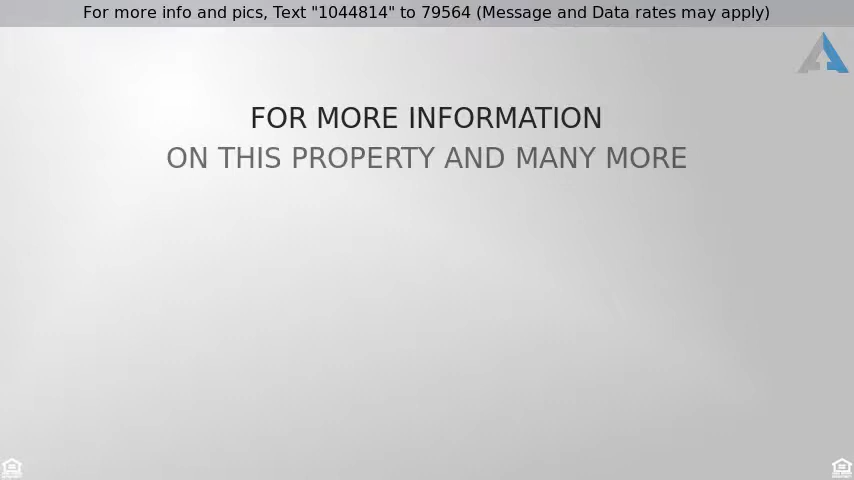 For more info and pics, Text "1044814" to 79564 (Message and Data rates may apply)
FOR MORE INFORMATION
ON THIS PROPERTY AND MANY MORE